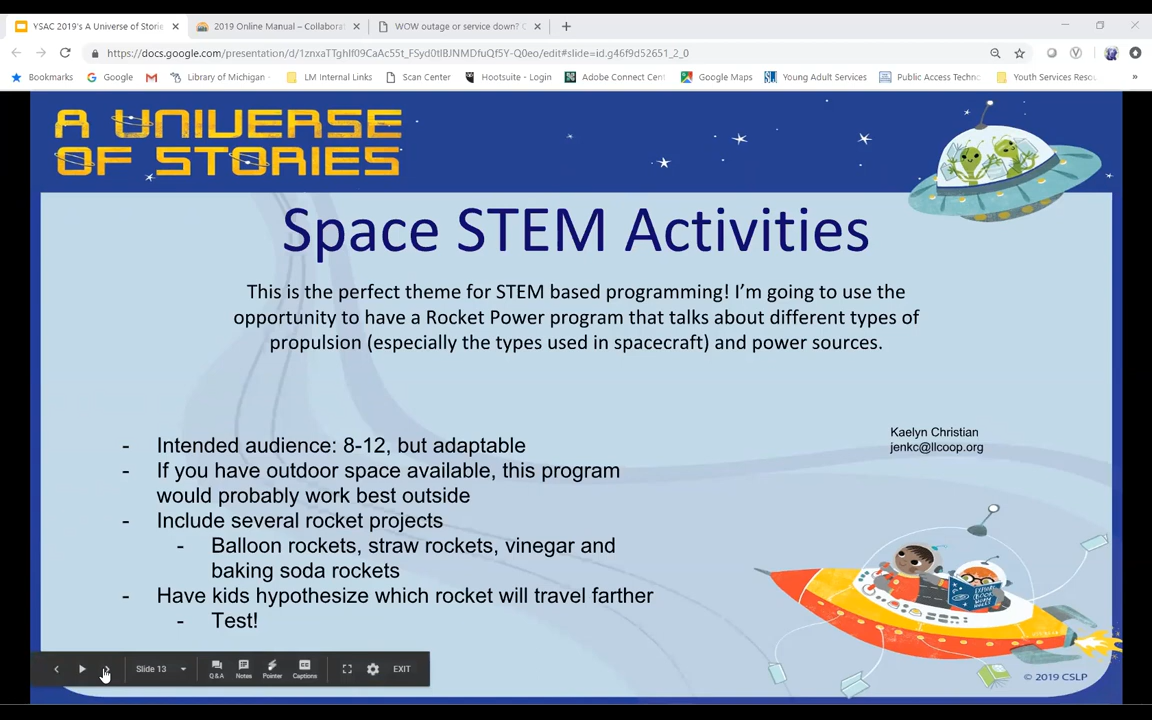 YSAC 2019's A Universe of Storie
2019 Online Manual – Collaborat
WOW outage or service down? C
https://docs.google.com/presentation/d/1znxaTTghIf09CaAc55t_FSyd0tIBJNMDfuQf5Y-Q0eo/edit#slide=id.g46f9d52651_2_0
Bookmarks
Google
Library of Michigan -
LM Internal Links
Scan Center
Hootsuite - Login
Adobe Connect Cent
Google Maps
Young Adult Services
Public Access Techno
Youth Services Resou
»
A UNIVERSE
OF STORIES
Space STEM Activities
This is the perfect theme for STEM based programming! I'm going to use the
opportunity to have a Rocket Power program that talks about different types of
propulsion (especially the types used in spacecraft) and power sources.
- Intended audience: 8-12, but adaptable
- If you have outdoor space available, this program
would probably work best outside
- Include several rocket projects
- Balloon rockets, straw rockets, vinegar and
baking soda rockets
- Have kids hypothesize which rocket will travel farther
- Test!
Kaelyn Christian
jenkc@llcoop.org
Slide 13
Q&A
Notes
Pointer
Captions
EXIT
© 2019 CSLP